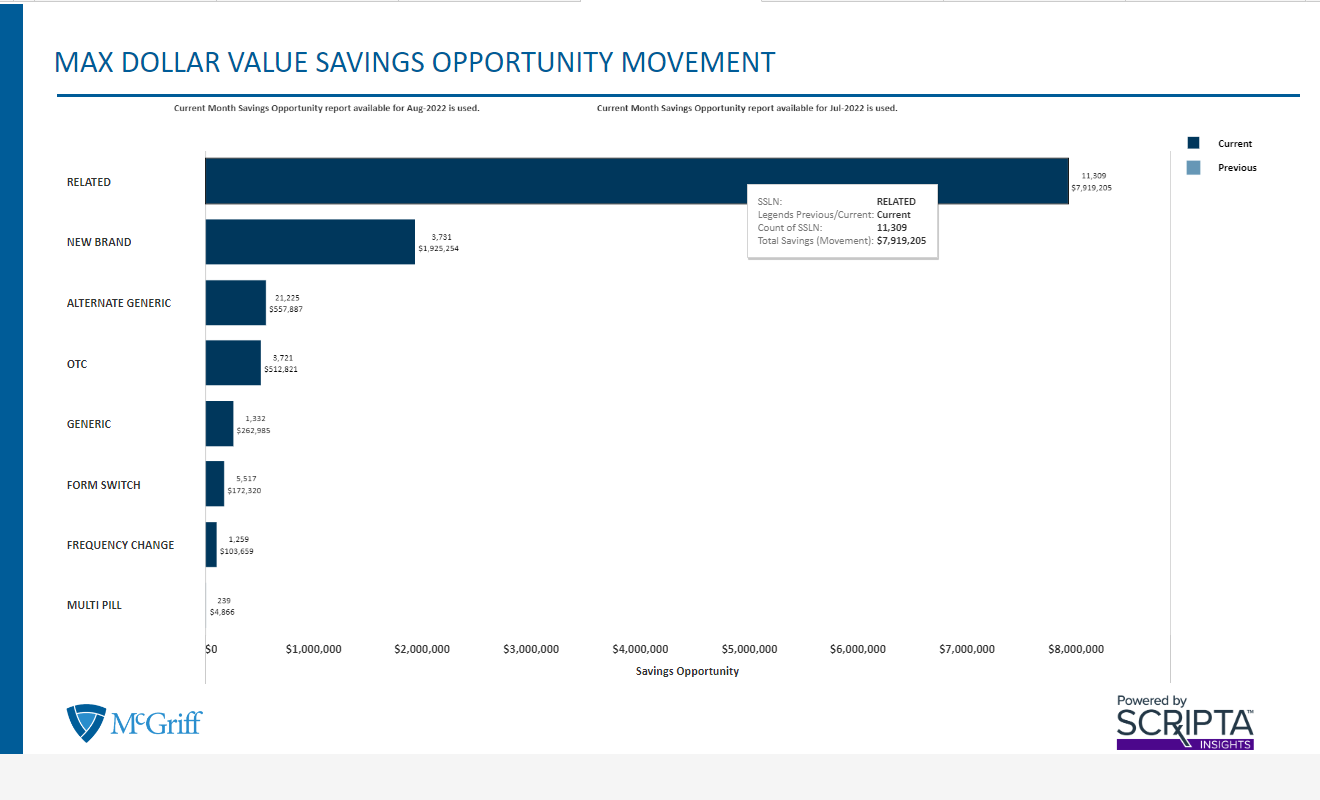 MAX DOLLAR VALUE SAVINGS OPPORTUNITY MOVEMENT
Current Month Savings Opportunity report available for Aug-2022 is used.
Current Month Savings Opportunity report available for Jul-2022 is used.
Current
Previous
RELATED
11,309
$7,919,205
SSLN: RELATED
Legends Previous/Current: Current
Count of SSLN: 11,309
Total Savings (Movement): $7,919,205
NEW BRAND
3,731
$1,925,254
ALTERNATE GENERIC
21,225
$557,887
OTC
3,721
$512,821
GENERIC
1,332
$262,985
FORM SWITCH
5,517
$172,320
FREQUENCY CHANGE
1,259
$103,659
MULTI PILL
239
$4,866
$0 $1,000,000 $2,000,000 $3,000,000 $4,000,000 $5,000,000 $6,000,000 $7,000,000 $8,000,000
Savings Opportunity
McGriff
Powered by
SCRIPTA™
INSIGHTS